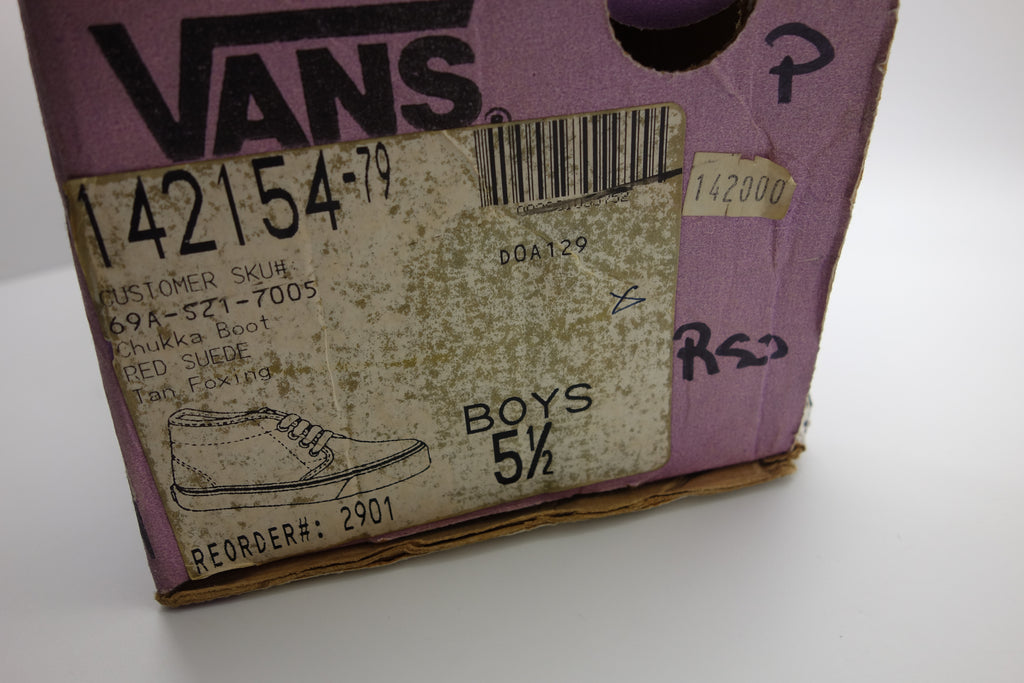 VANS®
P
142154-79
142000
DOA129
CUSTOMER SKU#:
69A-521-7005
Chukka Boot
RED SUEDE
Tan Foxing
RED
BOYS
5½
REORDER#: 2901